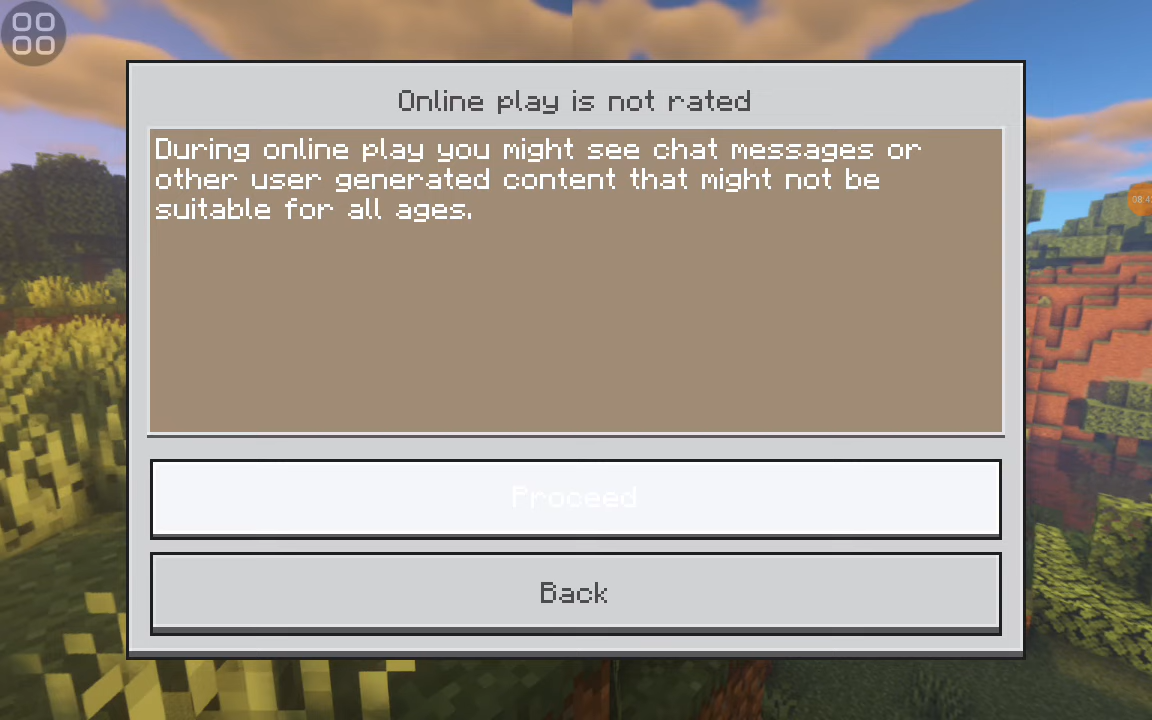 Online play is not rated
During online play you might see chat messages or
other user generated content that might not be
suitable for all ages.
Proceed
Back